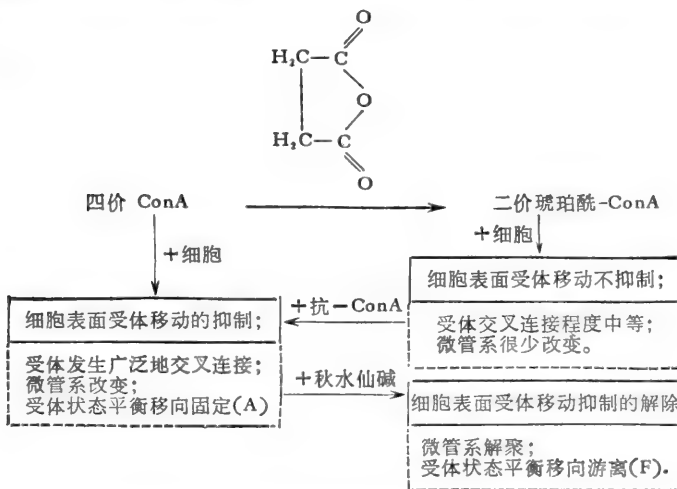 O
H₂C—C
O
H₂C—C
O
四价 ConA
二价琥珀酰-ConA
+细胞
+细胞
细胞表面受体移动的抑制;
受体发生广泛地交叉连接;
微管系改变;
受体状态平衡移向固定(A)
+抗-ConA
细胞表面受体移动不抑制;
受体交叉连接程度中等;
微管系很少改变。
+秋水仙碱
细胞表面受体移动抑制的解除
微管系解聚;
受体状态平衡移向游离(F).